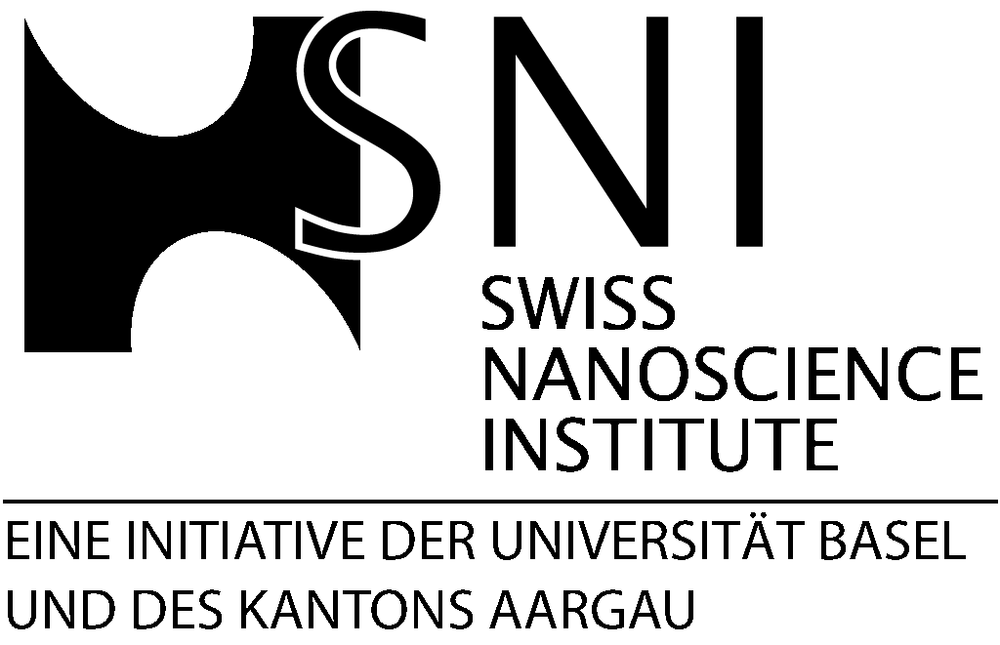 SNI
SWISS
NANOSCIENCE
INSTITUTE
EINE INITIATIVE DER UNIVERSITÄT BASEL
UND DES KANTONS AARGAU